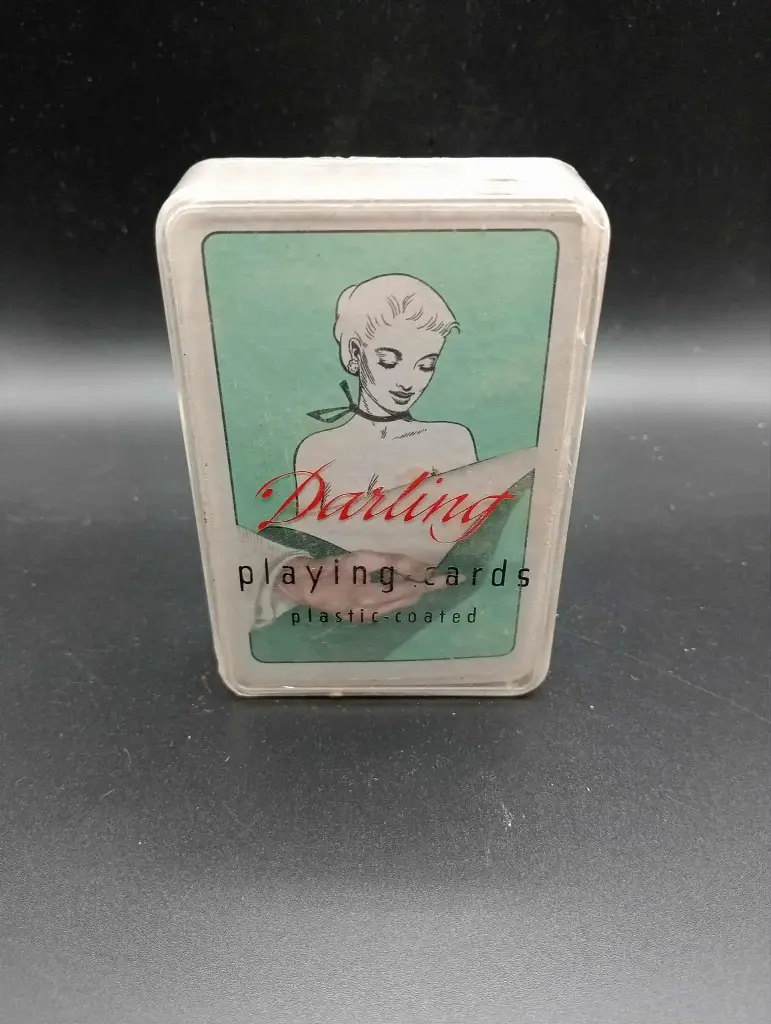 Darling
playing cards
plastic-coated